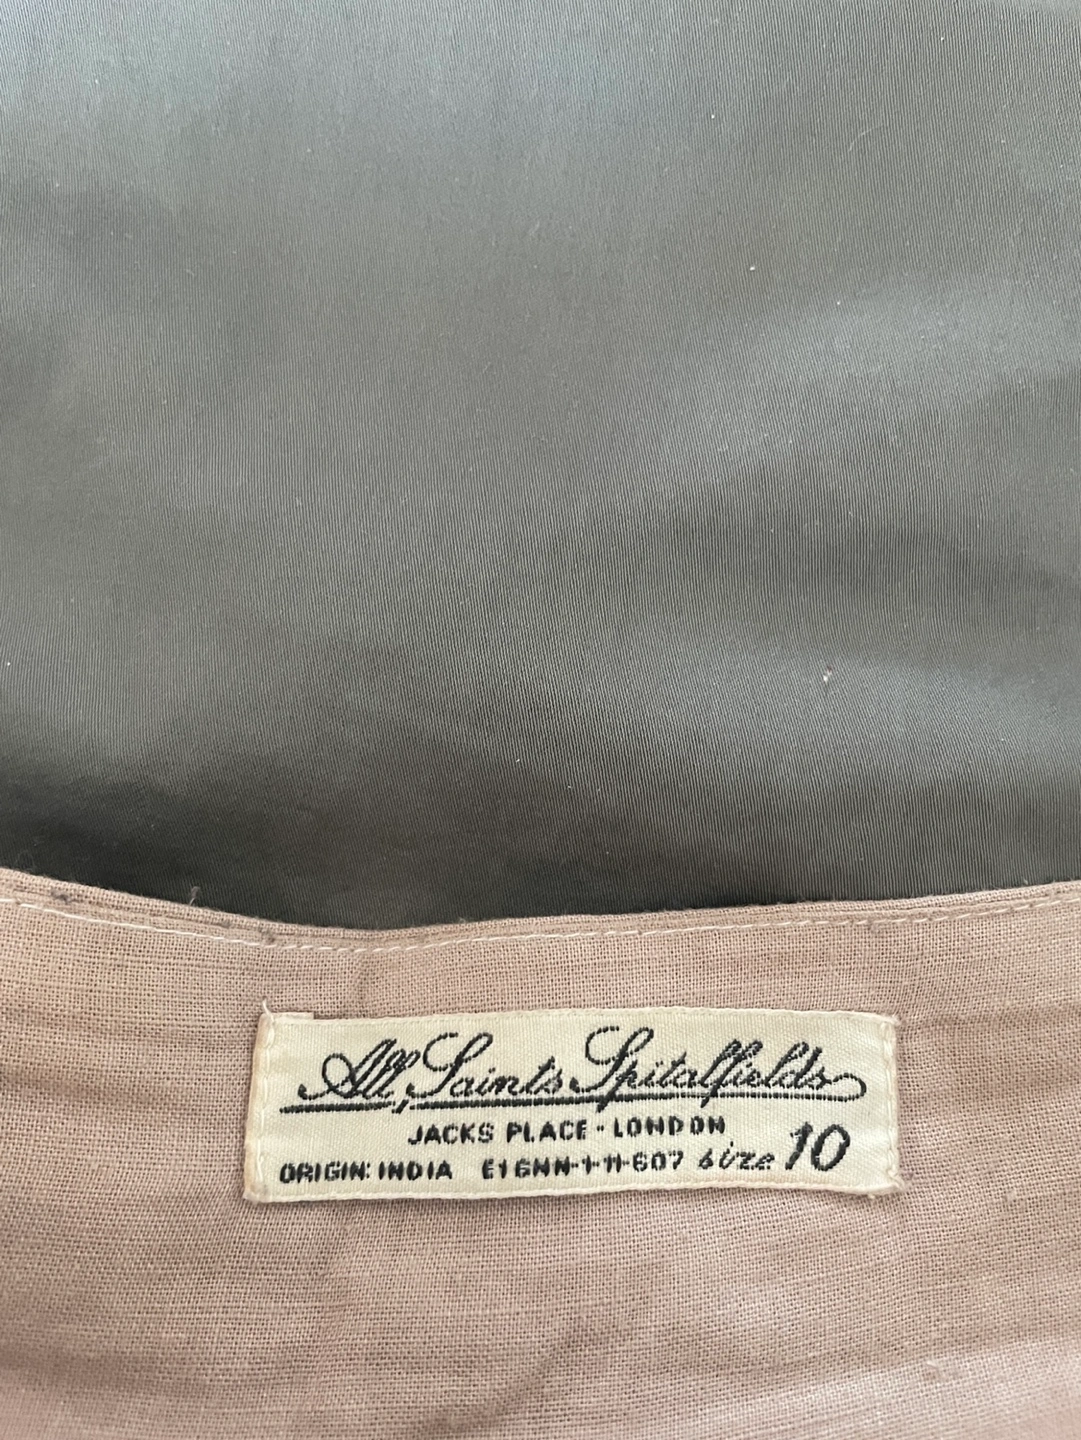 All Saints Spitalfields
JACKS PLACE - LONDON
ORIGIN: INDIA E16NN-1-11-607 size 10